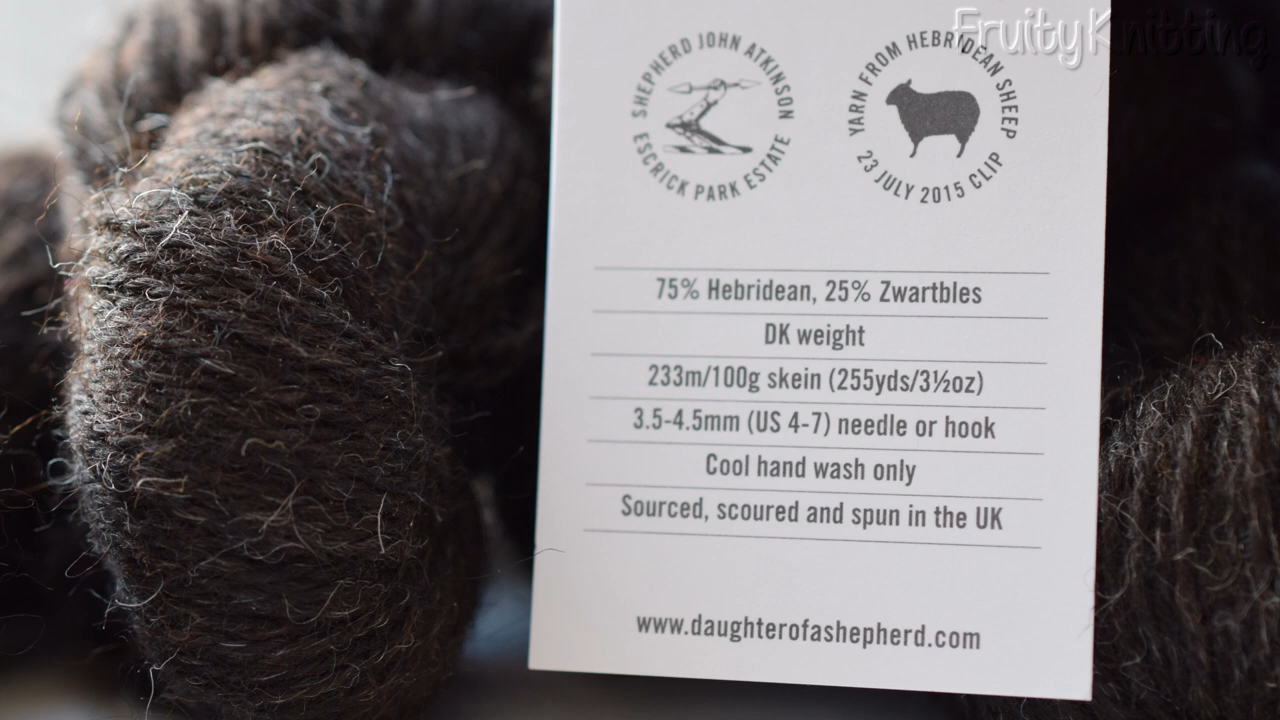 FruityKnitting
SHEPHERD JOHN ATKINSON
ESCRICK PARK ESTATE
YARN FROM HEBRIDEAN SHEEP
23 JULY 2015 CLIP
75% Hebridean, 25% Zwartbles
DK weight
233m/100g skein (255yds/3½oz)
3.5-4.5mm (US 4-7) needle or hook
Cool hand wash only
Sourced, scoured and spun in the UK
www.daughterofashepherd.com